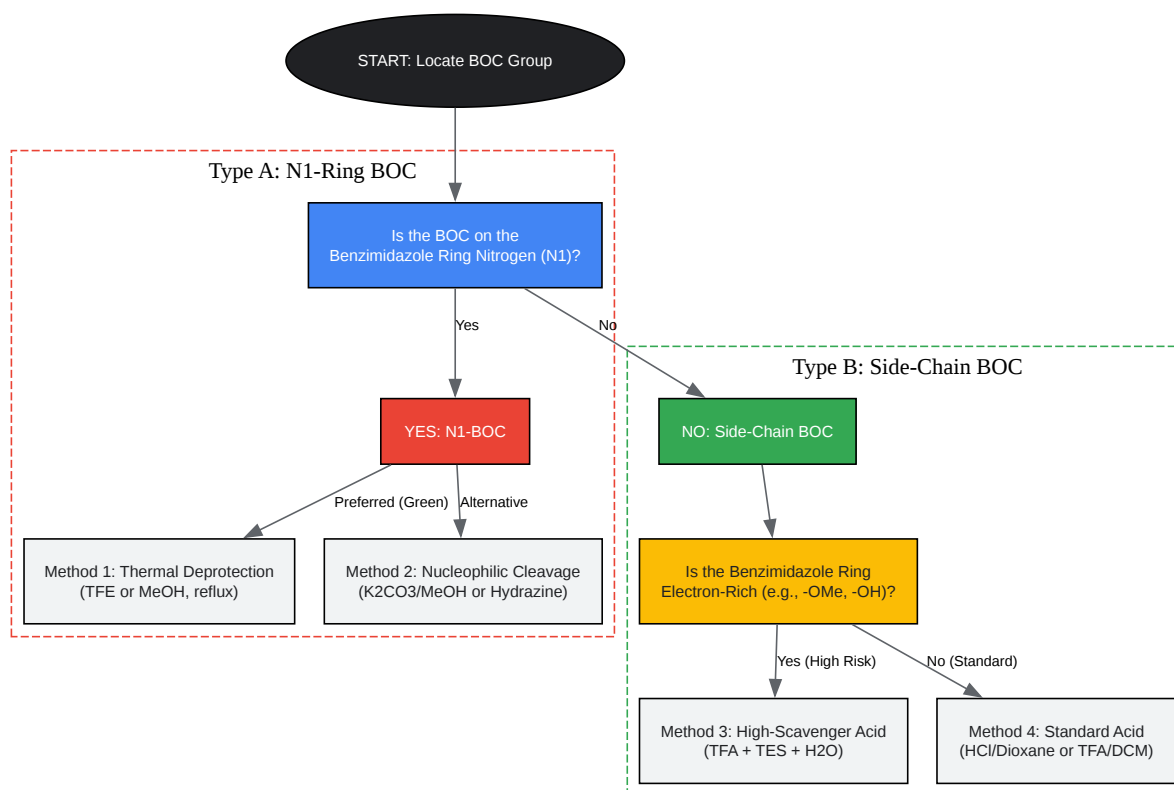 START: Locate BOC Group
Type A: N1-Ring BOC
Is the BOC on the
Benzimidazole Ring Nitrogen (N1)?
Yes
No
Type B: Side-Chain BOC
YES: N1-BOC
NO: Side-Chain BOC
Preferred (Green)
Alternative
Method 1: Thermal Deprotection
(TFE or MeOH, reflux)
Method 2: Nucleophilic Cleavage
(K2CO3/MeOH or Hydrazine)
Is the Benzimidazole Ring
Electron-Rich (e.g., -OMe, -OH)?
Yes (High Risk)
No (Standard)
Method 3: High-Scavenger Acid
(TFA + TES + H2O)
Method 4: Standard Acid
(HCl/Dioxane or TFA/DCM)